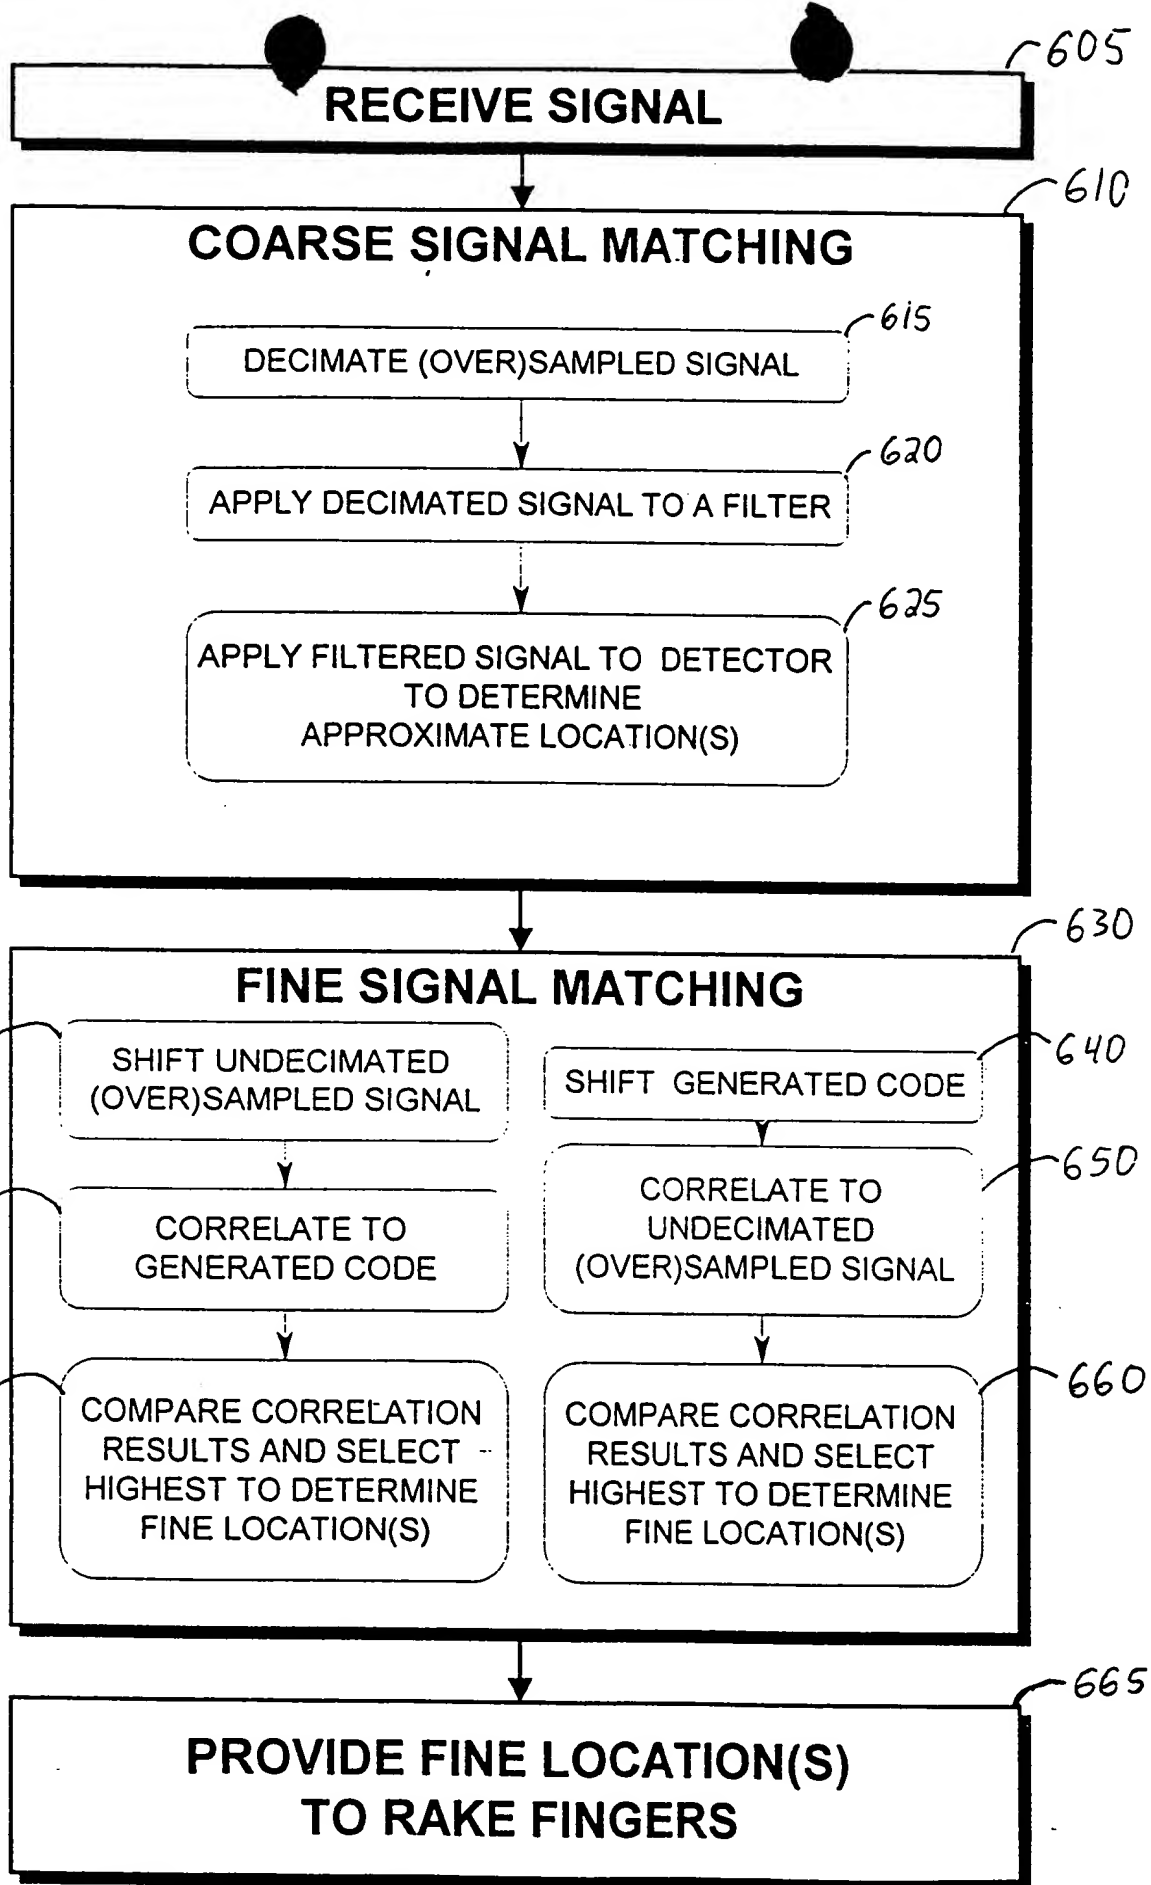 605
RECEIVE SIGNAL
610
COARSE SIGNAL MATCHING
615
DECIMATE (OVER)SAMPLED SIGNAL
620
APPLY DECIMATED SIGNAL TO A FILTER
625
APPLY FILTERED SIGNAL TO DETECTOR
TO DETERMINE
APPROXIMATE LOCATION(S)
630
FINE SIGNAL MATCHING
SHIFT UNDECIMATED
(OVER)SAMPLED SIGNAL
CORRELATE TO
GENERATED CODE
COMPARE CORRELATION
RESULTS AND SELECT
HIGHEST TO DETERMINE
FINE LOCATION(S)
640
SHIFT GENERATED CODE
650
CORRELATE TO
UNDECIMATED
(OVER)SAMPLED SIGNAL
660
COMPARE CORRELATION
RESULTS AND SELECT
HIGHEST TO DETERMINE
FINE LOCATION(S)
665
PROVIDE FINE LOCATION(S)
TO RAKE FINGERS